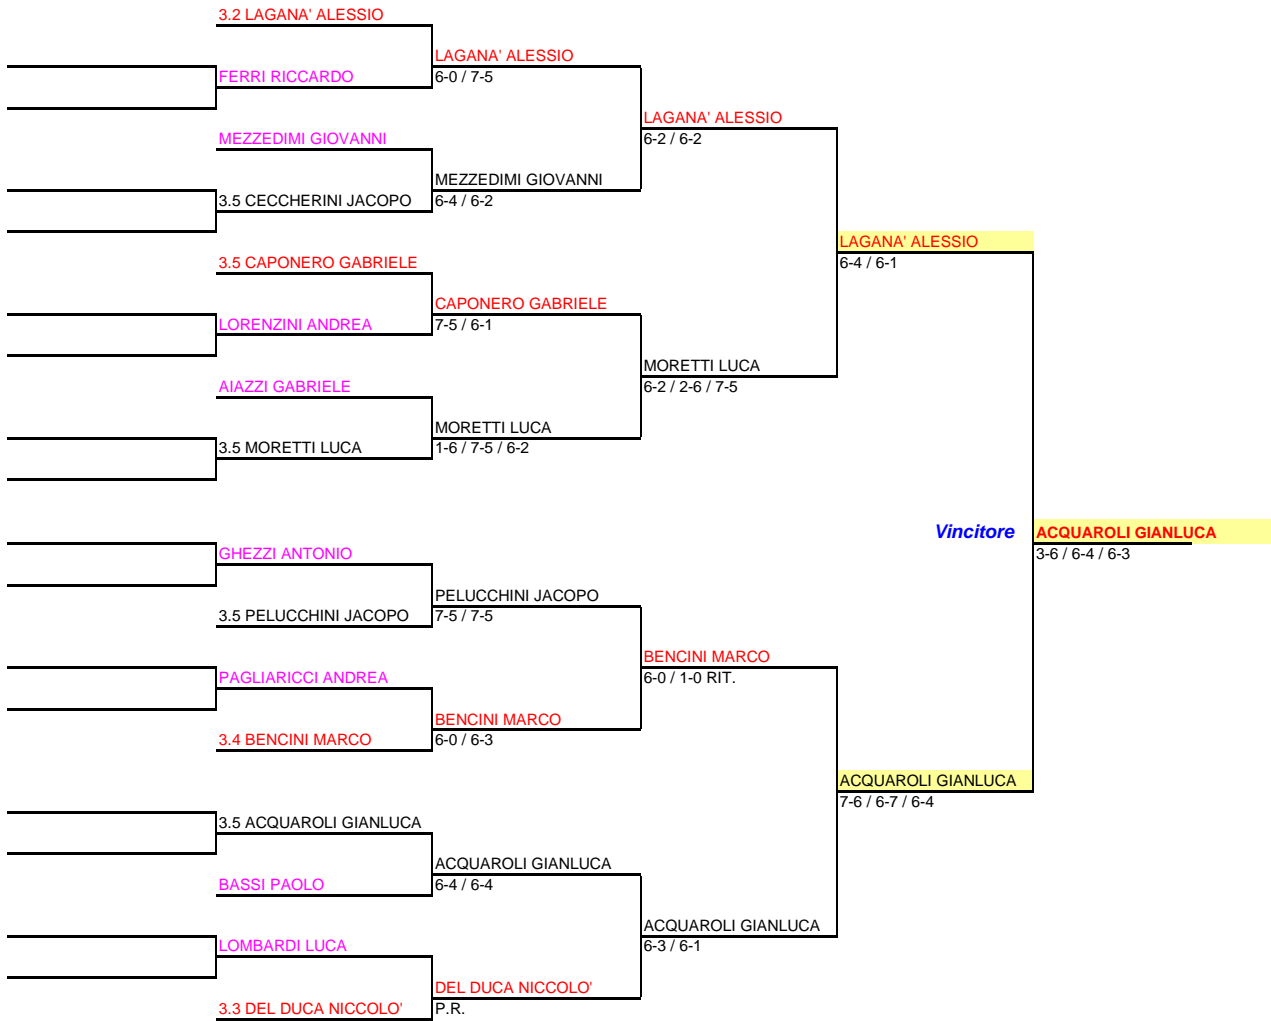 3.2 LAGANA' ALESSIO
LAGANA' ALESSIO
FERRI RICCARDO
6-0 / 7-5
LAGANA' ALESSIO
MEZZEDIMI GIOVANNI
6-2 / 6-2
MEZZEDIMI GIOVANNI
3.5 CECCHERINI JACOPO
6-4 / 6-2
LAGANA' ALESSIO
3.5 CAPONERO GABRIELE
6-4 / 6-1
CAPONERO GABRIELE
LORENZINI ANDREA
7-5 / 6-1
MORETTI LUCA
AIAZZI GABRIELE
6-2 / 2-6 / 7-5
MORETTI LUCA
3.5 MORETTI LUCA
1-6 / 7-5 / 6-2
Vincitore
ACQUAROLI GIANLUCA
GHEZZI ANTONIO
3-6 / 6-4 / 6-3
PELUCCHINI JACOPO
3.5 PELUCCHINI JACOPO
7-5 / 7-5
BENCINI MARCO
PAGLIARICCI ANDREA
6-0 / 1-0 RIT.
BENCINI MARCO
3.4 BENCINI MARCO
6-0 / 6-3
ACQUAROLI GIANLUCA
7-6 / 6-7 / 6-4
3.5 ACQUAROLI GIANLUCA
ACQUAROLI GIANLUCA
BASSI PAOLO
6-4 / 6-4
ACQUAROLI GIANLUCA
LOMBARDI LUCA
6-3 / 6-1
DEL DUCA NICCOLO'
3.3 DEL DUCA NICCOLO'
P.R.